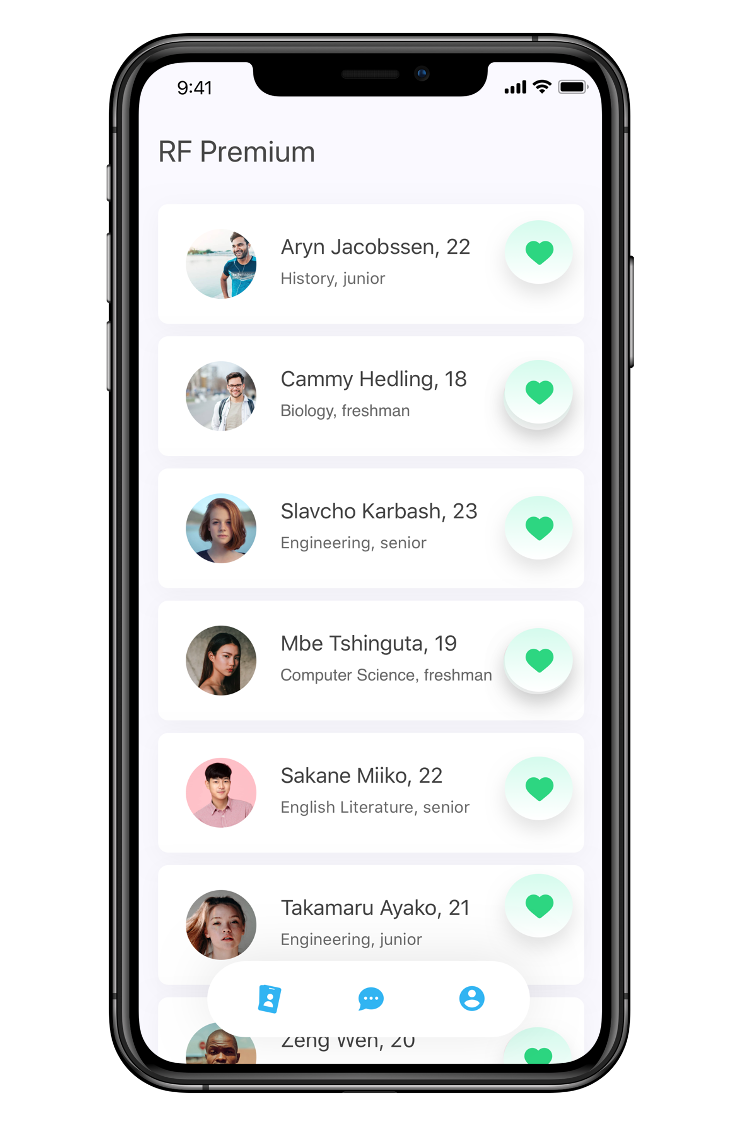 9:41
RF Premium
Aryn Jacobssen, 22
History, junior
Cammy Hedling, 18
Biology, freshman
Slavcho Karbash, 23
Engineering, senior
Mbe Tshinguta, 19
Computer Science, freshman
Sakane Miiko, 22
English Literature, senior
Takamaru Ayako, 21
Engineering, junior
Zeng Wen, 20